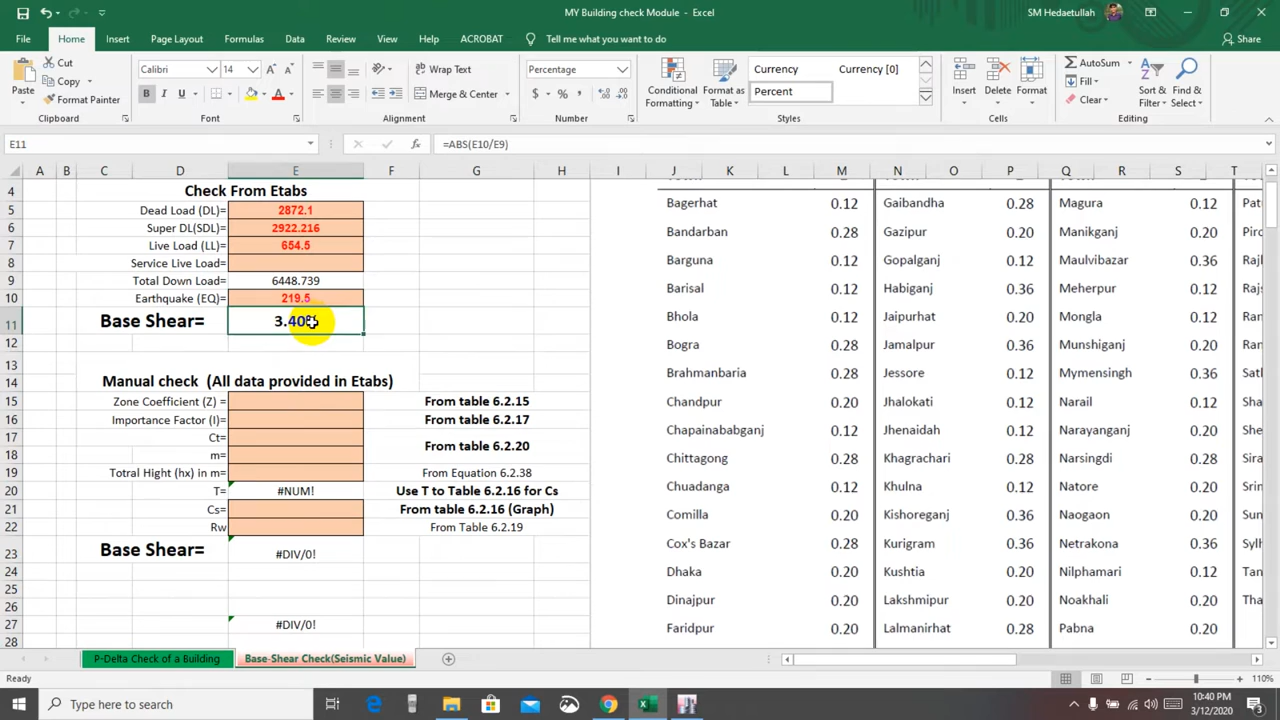 MY Building check Module - Excel
SM Hedaetullah
File Home Insert Page Layout Formulas Data Review View Help ACROBAT Tell me what you want to do
Share
Paste
Cut
Copy
Format Painter
Clipboard
Calibri 14
B I U
Font
Wrap Text
Merge & Center
Alignment
Percentage
$ % ,
Number
Conditional Formatting
Format as Table
Currency Currency [0]
Percent
Styles
Insert Delete Format
Cells
AutoSum
Fill
Clear
Sort & Filter
Find & Select
Editing
E11 fx =ABS(E10/E9)
A B C D E F G H I J K L M N O P Q R S T
4 Check From Etabs
5 Dead Load (DL)= 2872.1 Bagerhat 0.12 Gaibandha 0.28 Magura 0.12
6 Super DL(SDL)= 2922.216 Bandarban 0.28 Gazipur 0.20 Manikganj 0.20
7 Live Load (LL)= 654.5 Barguna 0.12 Gopalganj 0.12 Maulvibazar 0.36
8 Service Live Load=
9 Total Down Load= 6448.739 Barisal 0.12 Habiganj 0.36 Meherpur 0.12
10 Earthquake (EQ)= 219.5 Bhola 0.12 Jaipurhat 0.20 Mongla 0.12
11 Base Shear= 3.40%
12 Bogra 0.28 Jamalpur 0.36 Munshiganj 0.20
13 Brahmanbaria 0.28 Jessore 0.12 Mymensingh 0.36
14 Manual check (All data provided in Etabs)
15 Zone Coefficient (Z) = From table 6.2.15 Chandpur 0.20 Jhalokati 0.12 Narail 0.12
16 Importance Factor (I)= From table 6.2.17
17 Ct= From table 6.2.20 Chapainababganj 0.12 Jhenaidah 0.12 Narayanganj 0.20
18 m= Chittagong 0.28 Khagrachari 0.28 Narsingdi 0.28
19 Totral Hight (hx) in m= From Equation 6.2.38
20 T= #NUM! Use T to Table 6.2.16 for Cs Chuadanga 0.12 Khulna 0.12 Natore 0.20
21 Cs= From table 6.2.16 (Graph) Comilla 0.20 Kishoreganj 0.36 Naogaon 0.20
22 Rw From Table 6.2.19
23 Base Shear= #DIV/0! Cox's Bazar 0.28 Kurigram 0.36 Netrakona 0.36
24 Dhaka 0.20 Kushtia 0.20 Nilphamari 0.12
25 Dinajpur 0.20 Lakshmipur 0.20 Noakhali 0.20
26
27 #DIV/0! Faridpur 0.20 Lalmonirhat 0.28 Pabna 0.20
28
P-Delta Check of a Building Base-Shear Check(Seismic Value)
110%
Type here to search
10:40 PM
3/12/2020